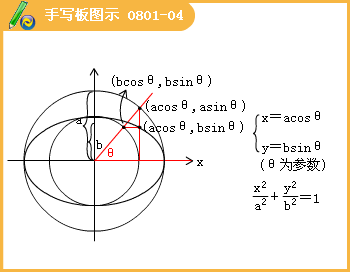 手写板图示 0801-04
(bcosθ,bsinθ)
(acosθ,asinθ)
(acosθ,bsinθ)
a
b
θ
x
x=acosθ
y=bsinθ
(θ为参数)
x²/a²+y²/b²=1